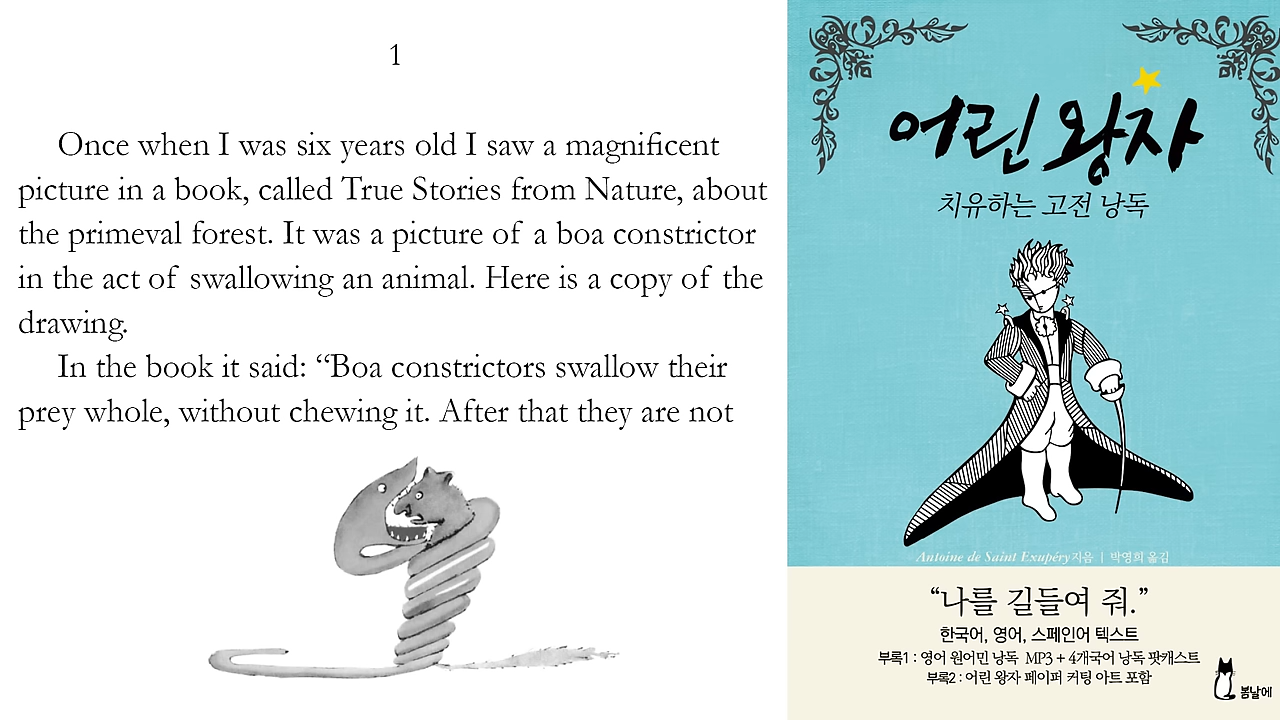 1
Once when I was six years old I saw a magnificent
picture in a book, called True Stories from Nature, about
the primeval forest. It was a picture of a boa constrictor
in the act of swallowing an animal. Here is a copy of the
drawing.
In the book it said: “Boa constrictors swallow their
prey whole, without chewing it. After that they are not
어린 왕자
치유하는 고전 낭독
Antoine de Saint Exupéry 지음 | 박영희 옮김
“나를 길들여 줘.”
한국어, 영어, 스페인어 텍스트
부록1 : 영어 원어민 낭독 MP3 + 4개국어 낭독 팟캐스트
부록2 : 어린 왕자 페이퍼 커팅 아트 포함
봄날에